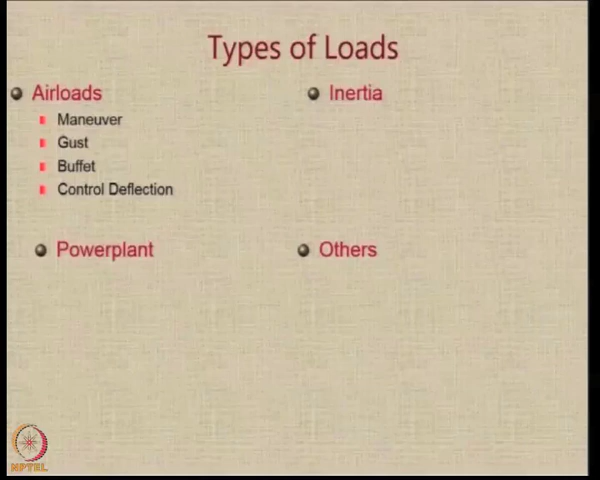 Types of Loads
Airloads
Maneuver
Gust
Buffet
Control Deflection
Inertia
Powerplant
Others
NPTEL